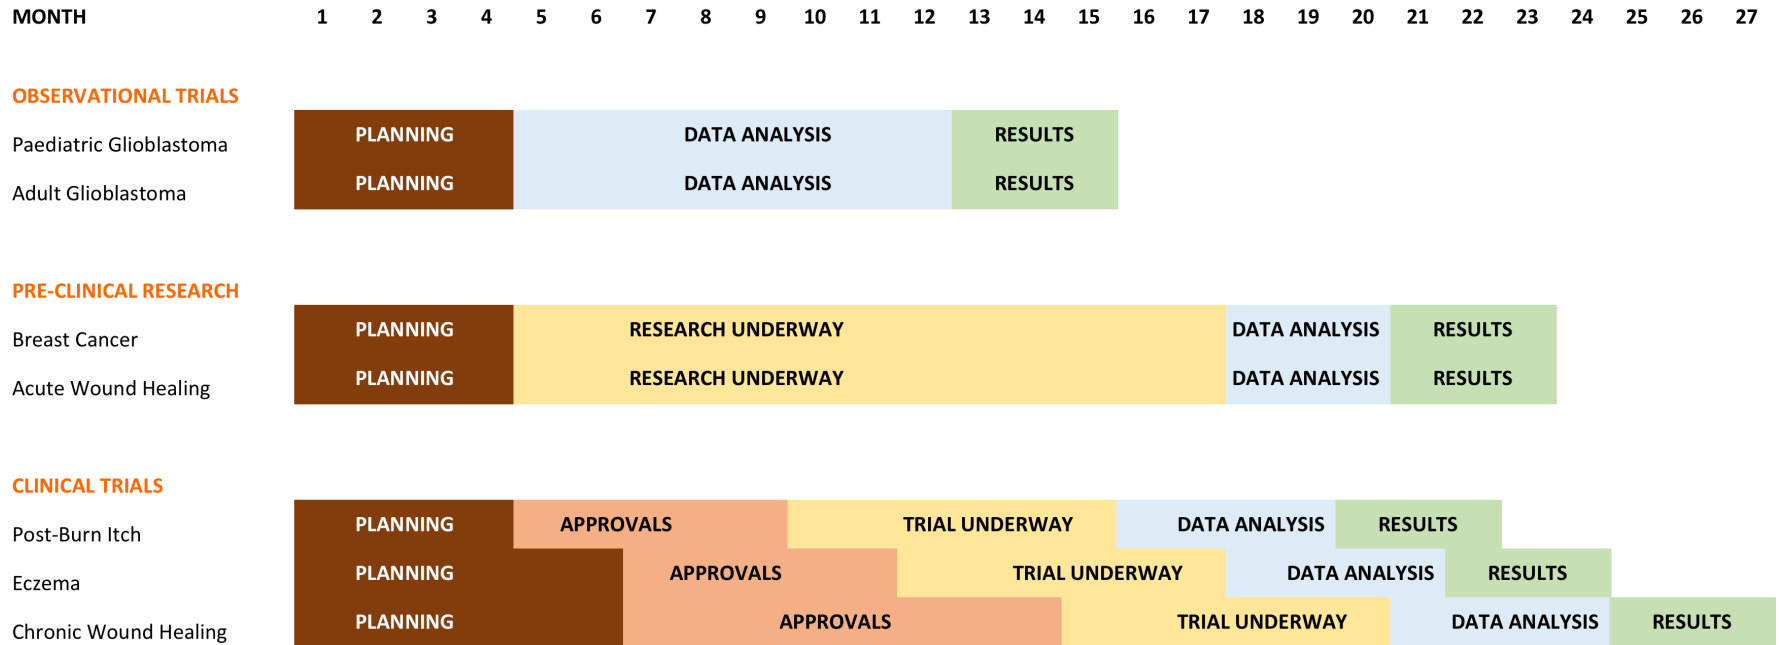 MONTH 1 2 3 4 5 6 7 8 9 10 11 12 13 14 15 16 17 18 19 20 21 22 23 24 25 26 27
OBSERVATIONAL TRIALS
Paediatric Glioblastoma PLANNING DATA ANALYSIS RESULTS
Adult Glioblastoma PLANNING DATA ANALYSIS RESULTS
PRE-CLINICAL RESEARCH
Breast Cancer PLANNING RESEARCH UNDERWAY DATA ANALYSIS RESULTS
Acute Wound Healing PLANNING RESEARCH UNDERWAY DATA ANALYSIS RESULTS
CLINICAL TRIALS
Post-Burn Itch PLANNING APPROVALS TRIAL UNDERWAY DATA ANALYSIS RESULTS
Eczema PLANNING APPROVALS TRIAL UNDERWAY DATA ANALYSIS RESULTS
Chronic Wound Healing PLANNING APPROVALS TRIAL UNDERWAY DATA ANALYSIS RESULTS